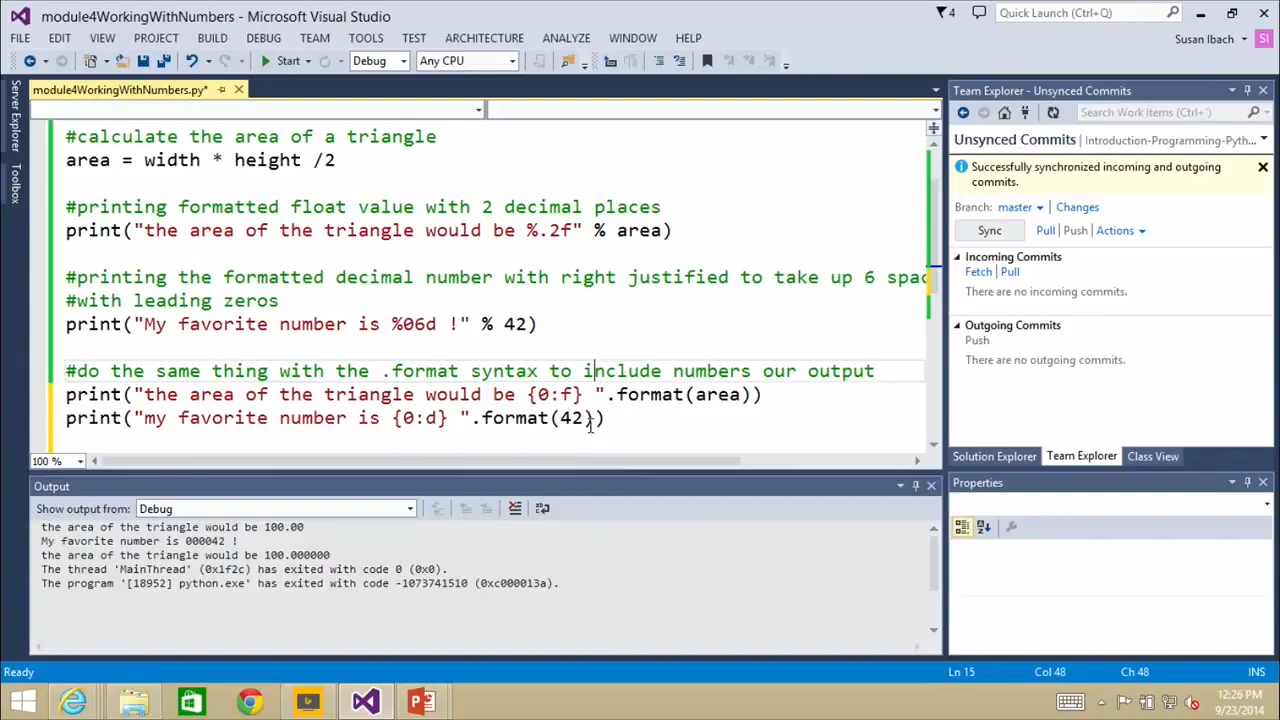 module4WorkingWithNumbers - Microsoft Visual Studio
4
Quick Launch (Ctrl+Q)
FILE EDIT VIEW PROJECT BUILD DEBUG TEAM TOOLS TEST ARCHITECTURE ANALYZE WINDOW HELP
Susan Ibach
SI
Start
Debug
Any CPU
Server Explorer
Toolbox
module4WorkingWithNumbers.py*
#calculate the area of a triangle
area = width * height /2
#printing formatted float value with 2 decimal places
print("the area of the triangle would be %.2f" % area)
#printing the formatted decimal number with right justified to take up 6 spac
#with leading zeros
print("My favorite number is %06d !" % 42)
#do the same thing with the .format syntax to include numbers our output
print("the area of the triangle would be {0:f} ".format(area))
print("my favorite number is {0:d} ".format(42))
100 %
Output
Show output from: Debug
the area of the triangle would be 100.00
My favorite number is 000042 !
the area of the triangle would be 100.000000
The thread 'MainThread' (0x1f2c) has exited with code 0 (0x0).
The program '[18952] python.exe' has exited with code -1073741510 (0xc000013a).
Team Explorer - Unsynced Commits
Search Work Items (Ctrl+')
Unsynced Commits | Introduction-Programming-Pyth...
Successfully synchronized incoming and outgoing
commits.
Branch: master Changes
Sync Pull | Push | Actions
Incoming Commits
Fetch | Pull
There are no incoming commits.
Outgoing Commits
Push
There are no outgoing commits.
Solution Explorer Team Explorer Class View
Properties
Ready
Ln 15 Col 48 Ch 48 INS
12:26 PM
9/23/2014